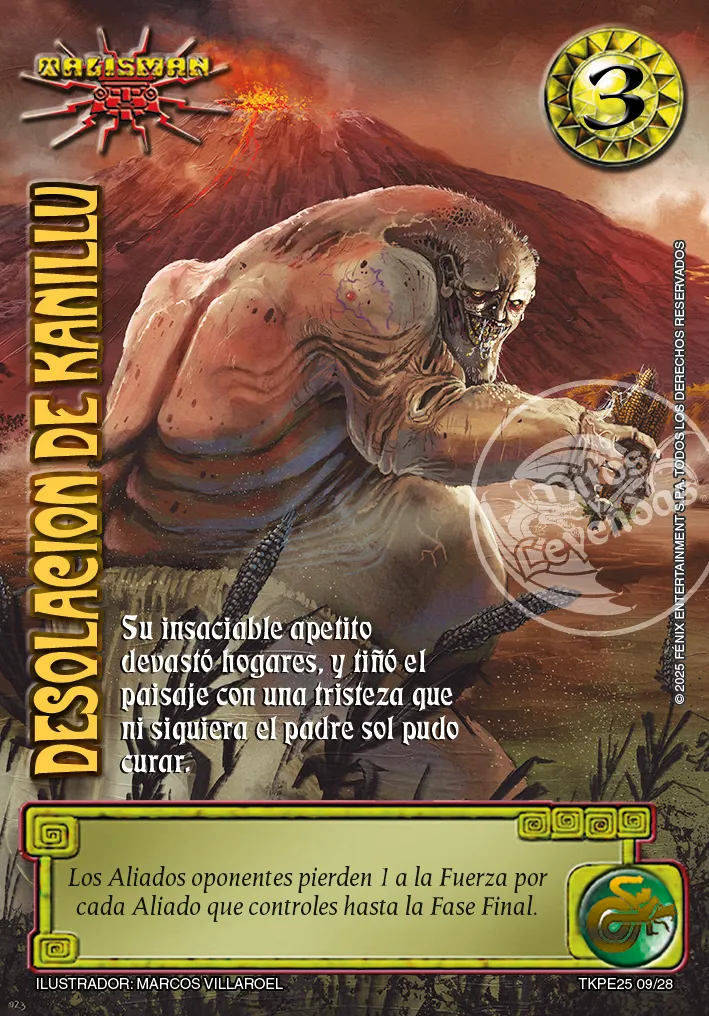 TALISMAN
3
DESOLACION DE KANILLU
Su insaciable apetito
devastó hogares, y tiñó el
paisaje con una tristeza que
ni siquiera el padre sol pudo
curar.
Mitos
y
Leyendas
© 2025 FÉNIX ENTERTAINMENT S.P.A. TODOS LOS DERECHOS RESERVADOS
Los Aliados oponentes pierden 1 a la Fuerza por
cada Aliado que controles hasta la Fase Final.
ILUSTRADOR: MARCOS VILLAROEL
TKPE25 09/28